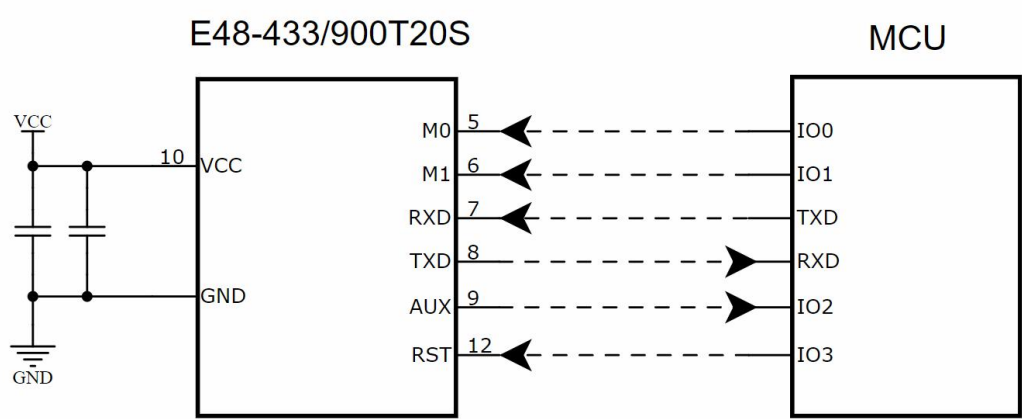 E48-433/900T20S
MCU
VCC
10 VCC
GND
GND
M0 5
M1 6
RXD 7
TXD 8
AUX 9
RST 12
IO0
IO1
TXD
RXD
IO2
IO3